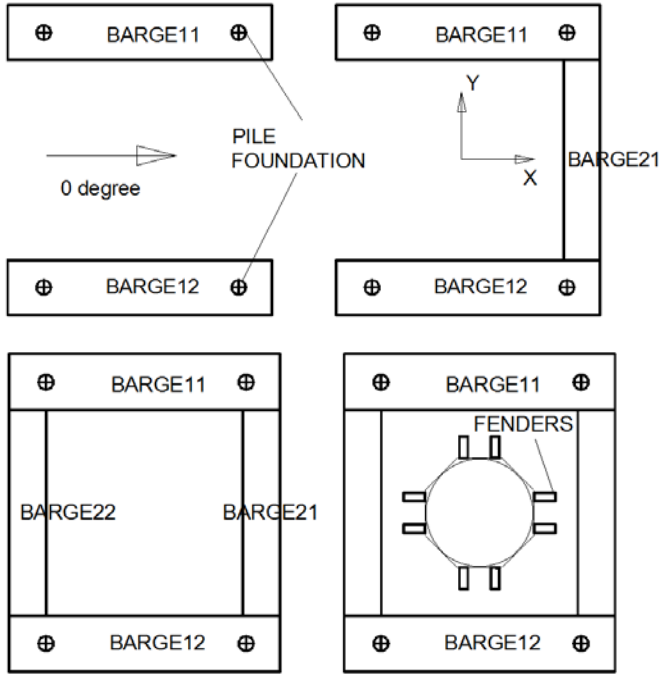 BARGE11
PILE
FOUNDATION
0 degree
BARGE12
BARGE11
Y
X
BARGE21
BARGE12
BARGE11
BARGE22
BARGE21
BARGE12
BARGE11
FENDERS
BARGE12